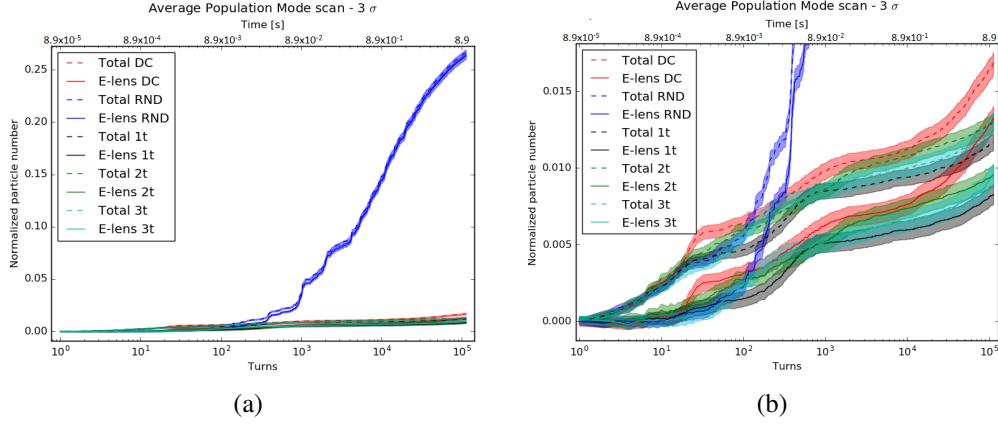 Average Population Mode scan - 3 σ
Time [s]
8.9x10⁻⁵ 8.9x10⁻⁴ 8.9x10⁻³ 8.9x10⁻² 8.9x10⁻¹ 8.9
Total DC
E-lens DC
Total RND
E-lens RND
Total 1t
E-lens 1t
Total 2t
E-lens 2t
Total 3t
E-lens 3t
Normalized particle number
0.25
0.20
0.15
0.10
0.05
0.00
10⁰ 10¹ 10² 10³ 10⁴ 10⁵
Turns
(a)
Average Population Mode scan - 3 σ
Time [s]
8.9x10⁻⁵ 8.9x10⁻⁴ 8.9x10⁻³ 8.9x10⁻² 8.9x10⁻¹ 8.9
Total DC
E-lens DC
Total RND
E-lens RND
Total 1t
E-lens 1t
Total 2t
E-lens 2t
Total 3t
E-lens 3t
Normalized particle number
0.015
0.010
0.005
0.000
10⁰ 10¹ 10² 10³ 10⁴ 10⁵
Turns
(b)